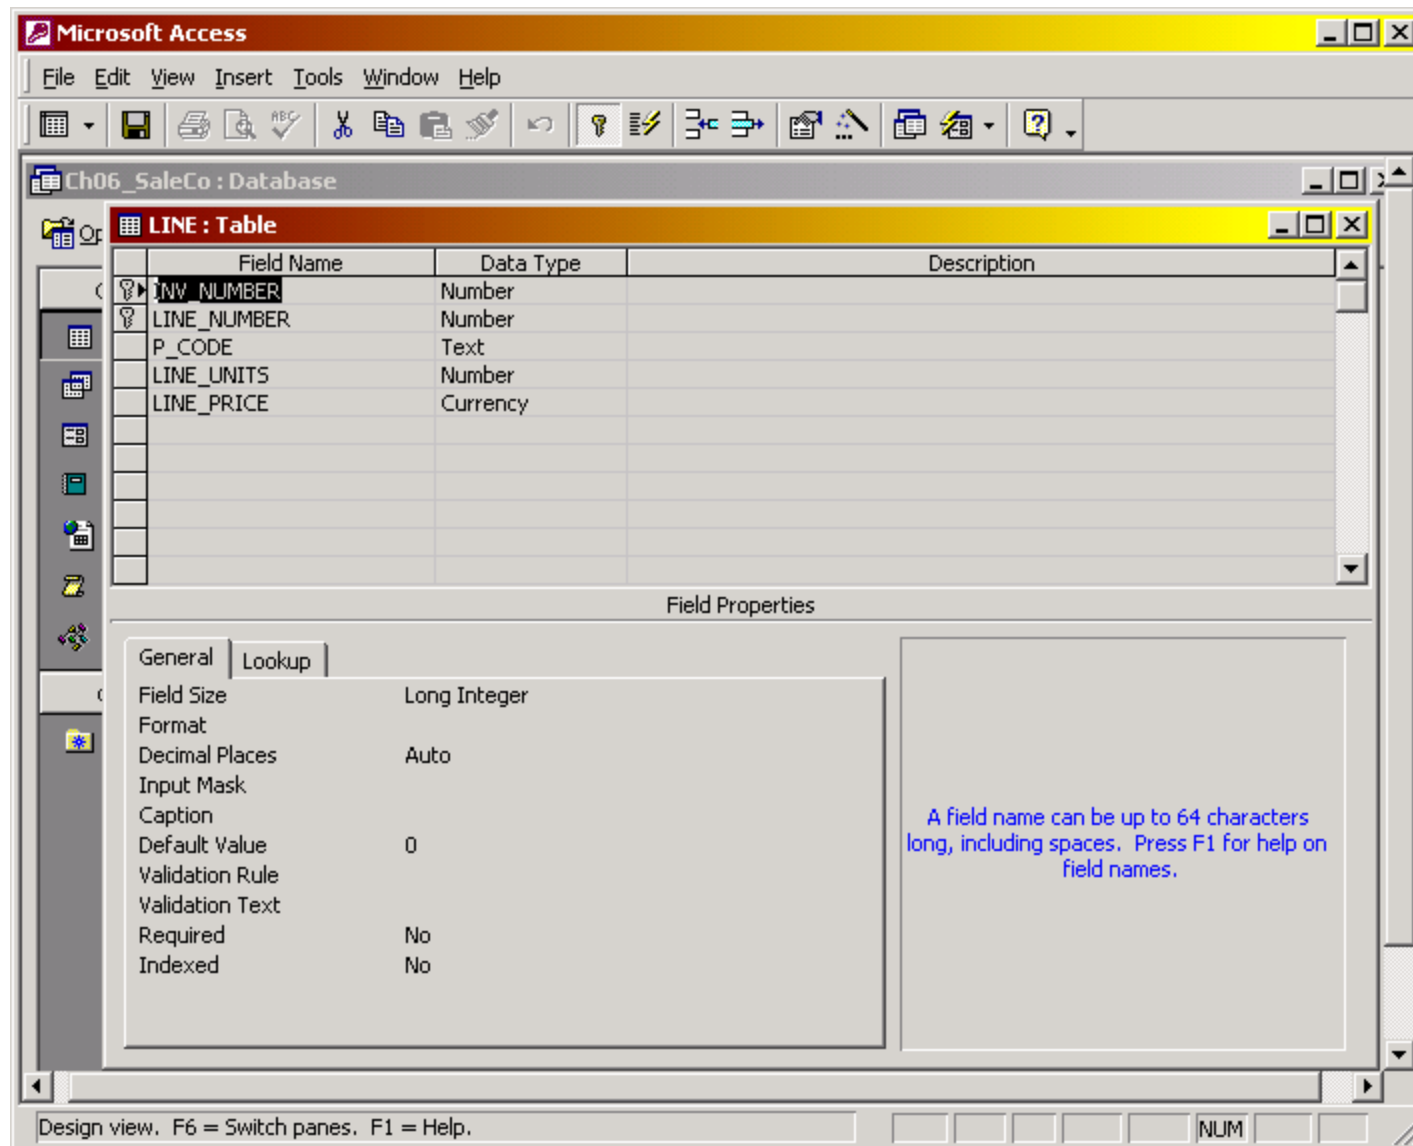 Microsoft Access
File Edit View Insert Tools Window Help
Ch06_SaleCo : Database
Op
LINE : Table
Field Name Data Type Description
INV_NUMBER Number
LINE_NUMBER Number
P_CODE Text
LINE_UNITS Number
LINE_PRICE Currency
Field Properties
General Lookup
Field Size Long Integer
Format
Decimal Places Auto
Input Mask
Caption
Default Value 0
Validation Rule
Validation Text
Required No
Indexed No
A field name can be up to 64 characters
long, including spaces. Press F1 for help on
field names.
Design view. F6 = Switch panes. F1 = Help.
NUM